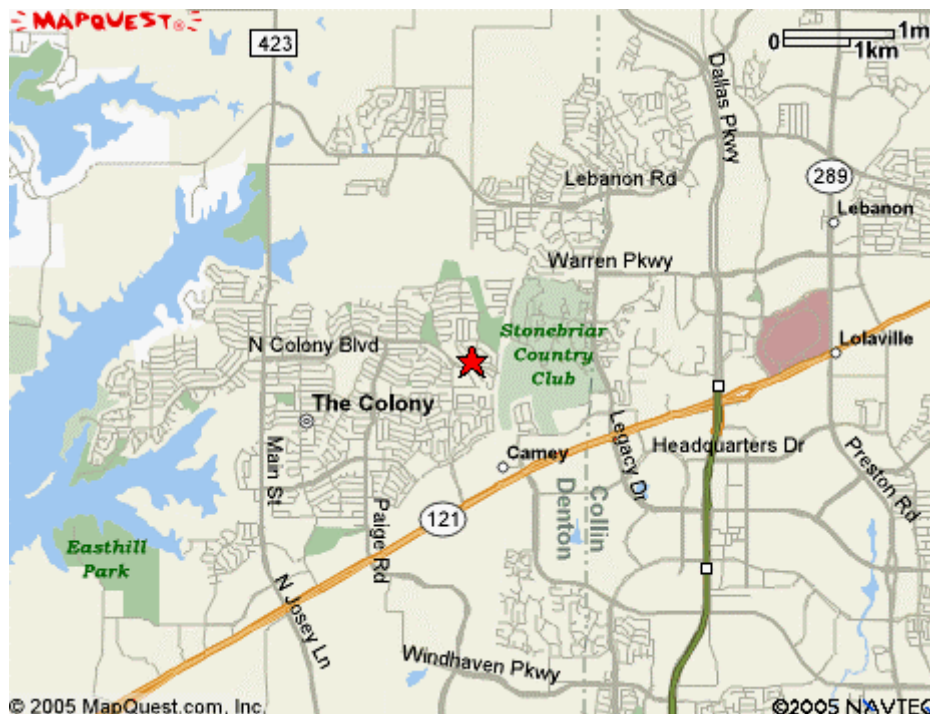 MAPQUEST®
423
0 1m
1km
Dallas Pkwy
Lebanon Rd
289
Lebanon
Warren Pkwy
N Colony Blvd
Stonebriar
Country
Club
Lolaville
The Colony
Main St
Legacy Dr
Headquarters Dr
Camey
Preston Rd
Paige Rd
121
Denton
Collin
Easthill
Park
N Josey Ln
Windhaven Pkwy
© 2005 MapQuest.com, Inc.
©2005 NAVTEQ